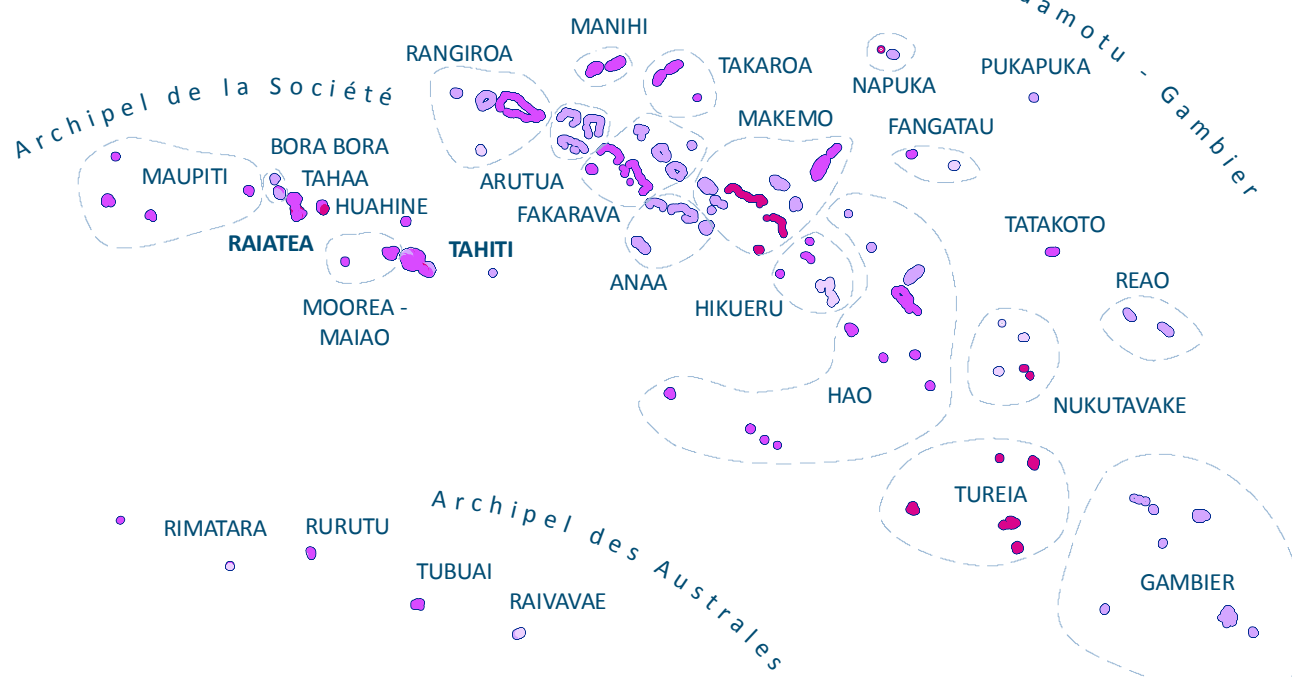 MANIHI
RANGIROA
TAKAROA
NAPUKA
PUKAPUKA
amotu - Gambier
Archipel de la Société
MAKEMO
FANGATAU
BORA BORA
MAUPITI
TAHAA
ARUTUA
HUAHINE
FAKARAVA
TATAKOTO
RAIATEA
TAHITI
ANAA
REAO
MOOREA -
MAIAO
HIKUERU
HAO
NUKUTAVAKE
Archipel des Australes
TUREIA
RIMATARA
RURUTU
TUBUAI
GAMBIER
RAIVAVAE